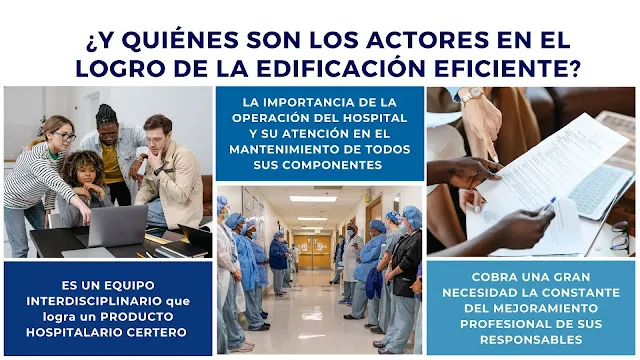 ¿Y QUIÉNES SON LOS ACTORES EN EL
LOGRO DE LA EDIFICACIÓN EFICIENTE?
LA IMPORTANCIA DE LA
OPERACIÓN DEL HOSPITAL
Y SU ATENCIÓN EN EL
MANTENIMIENTO DE TODOS
SUS COMPONENTES
ES UN EQUIPO
INTERDISCIPLINARIO que
logra un PRODUCTO
HOSPITALARIO CERTERO
COBRA UNA GRAN
NECESIDAD LA CONSTANTE
DEL MEJORAMIENTO
PROFESIONAL DE SUS
RESPONSABLES